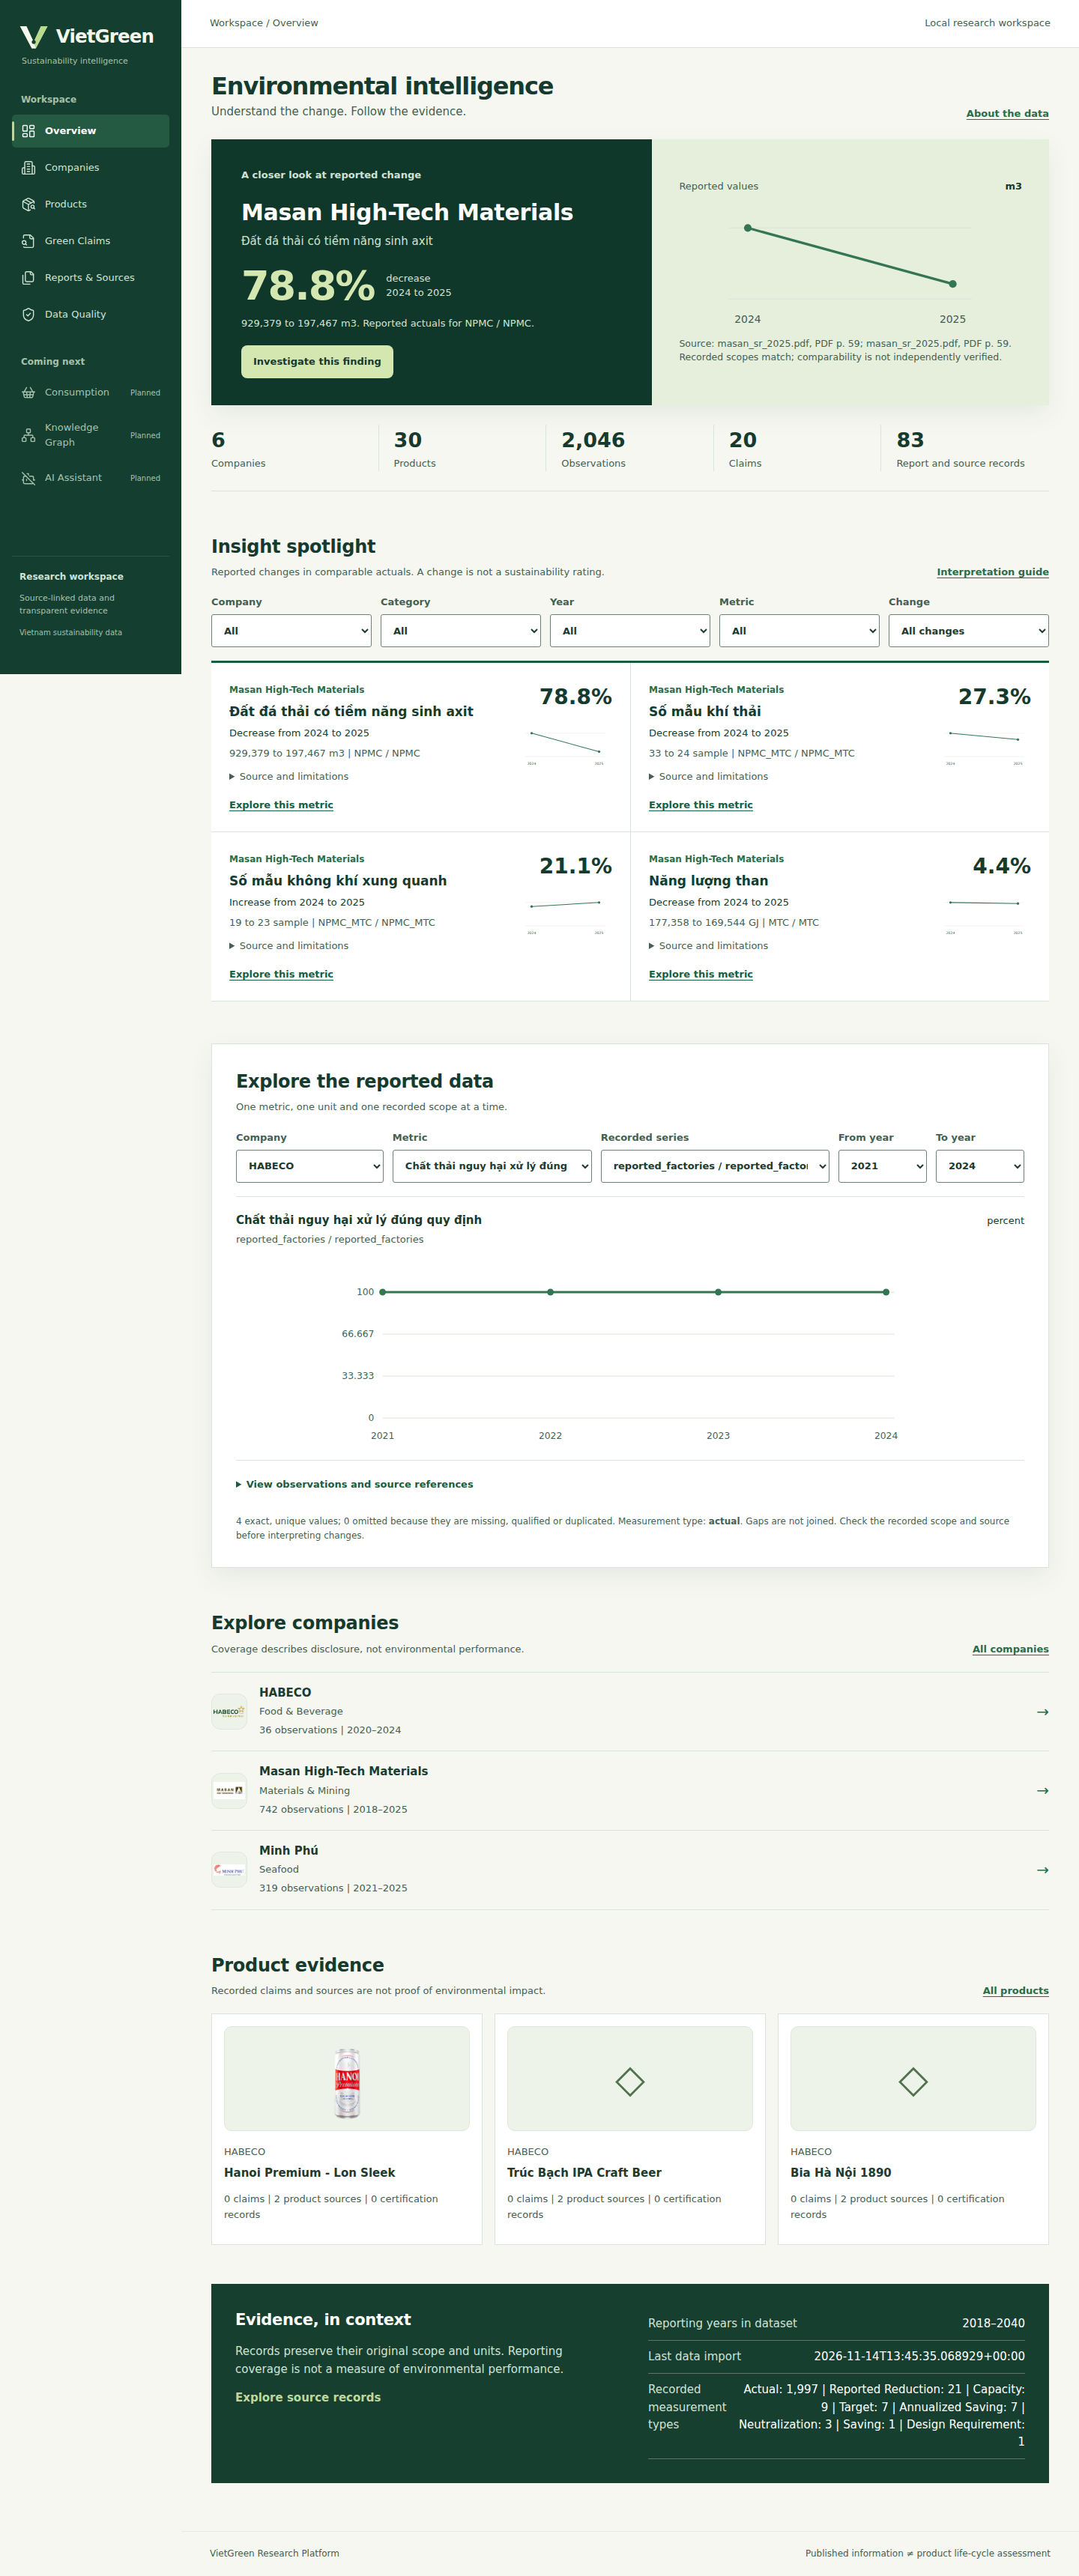 VietGreen
Sustainability intelligence
Workspace
Overview
Companies
Products
Green Claims
Reports & Sources
Data Quality
Coming next
Consumption Planned
Knowledge
Graph
Planned
AI Assistant Planned
Research workspace
Source-linked data and
transparent evidence
Vietnam sustainability data
Workspace / Overview
Local research workspace
Environmental intelligence
Understand the change. Follow the evidence.
About the data
A closer look at reported change
Masan High-Tech Materials
Đất đá thải có tiềm năng sinh axit
78.8%
decrease
2024 to 2025
929,379 to 197,467 m3. Reported actuals for NPMC / NPMC.
Investigate this finding
Reported values m3
2024 2025
Source: masan_sr_2025.pdf, PDF p. 59; masan_sr_2025.pdf, PDF p. 59.
Recorded scopes match; comparability is not independently verified.
6
Companies
30
Products
2,046
Observations
20
Claims
83
Report and source records
Insight spotlight
Reported changes in comparable actuals. A change is not a sustainability rating.
Interpretation guide
Company Category Year Metric Change
All All All All All changes
Masan High-Tech Materials
78.8%
Đất đá thải có tiềm năng sinh axit
Decrease from 2024 to 2025
929,379 to 197,467 m3 | NPMC / NPMC
2024 2025
Source and limitations
Explore this metric
Masan High-Tech Materials
27.3%
Số mẫu khí thải
Decrease from 2024 to 2025
33 to 24 sample | NPMC_MTC / NPMC_MTC
2024 2025
Source and limitations
Explore this metric
Masan High-Tech Materials
21.1%
Số mẫu không khí xung quanh
Increase from 2024 to 2025
19 to 23 sample | NPMC_MTC / NPMC_MTC
2024 2025
Source and limitations
Explore this metric
Masan High-Tech Materials
4.4%
Năng lượng than
Decrease from 2024 to 2025
177,358 to 169,544 GJ | MTC / MTC
2024 2025
Source and limitations
Explore this metric
Explore the reported data
One metric, one unit and one recorded scope at a time.
Company Metric Recorded series From year To year
HABECO Chất thải nguy hại xử lý đúng reported_factories / reported_factor 2021 2024
Chất thải nguy hại xử lý đúng quy định percent
reported_factories / reported_factories
100
66.667
33.333
0
2021 2022 2023 2024
View observations and source references
4 exact, unique values; 0 omitted because they are missing, qualified or duplicated. Measurement type: actual. Gaps are not joined. Check the recorded scope and source
before interpreting changes.
Explore companies
Coverage describes disclosure, not environmental performance.
All companies
HABECO
HABECO
Food & Beverage
36 observations | 2020–2024
→
MASAN
Masan High-Tech Materials
Materials & Mining
742 observations | 2018–2025
→
MINH PHU
Minh Phú
Seafood
319 observations | 2021–2025
→
Product evidence
Recorded claims and sources are not proof of environmental impact.
All products
HANOI
Premium
HABECO
Hanoi Premium - Lon Sleek
0 claims | 2 product sources | 0 certification
records
HABECO
Trúc Bạch IPA Craft Beer
0 claims | 2 product sources | 0 certification
records
HABECO
Bia Hà Nội 1890
0 claims | 2 product sources | 0 certification
records
Evidence, in context
Records preserve their original scope and units. Reporting
coverage is not a measure of environmental performance.
Explore source records
Reporting years in dataset 2018–2040
Last data import 2026-11-14T13:45:35.068929+00:00
Recorded
measurement
types
Actual: 1,997 | Reported Reduction: 21 | Capacity:
9 | Target: 7 | Annualized Saving: 7 |
Neutralization: 3 | Saving: 1 | Design Requirement:
1
VietGreen Research Platform
Published information ≠ product life-cycle assessment